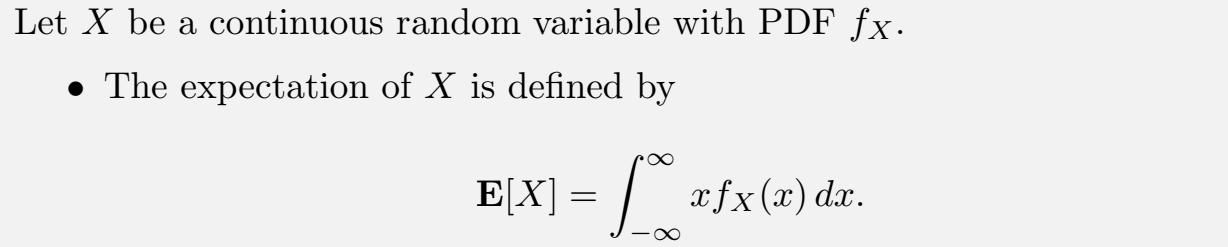 Let X be a continuous random variable with PDF f_X.
• The expectation of X is defined by
E[X] = ∫_{-∞}^{∞} x f_X(x) dx.